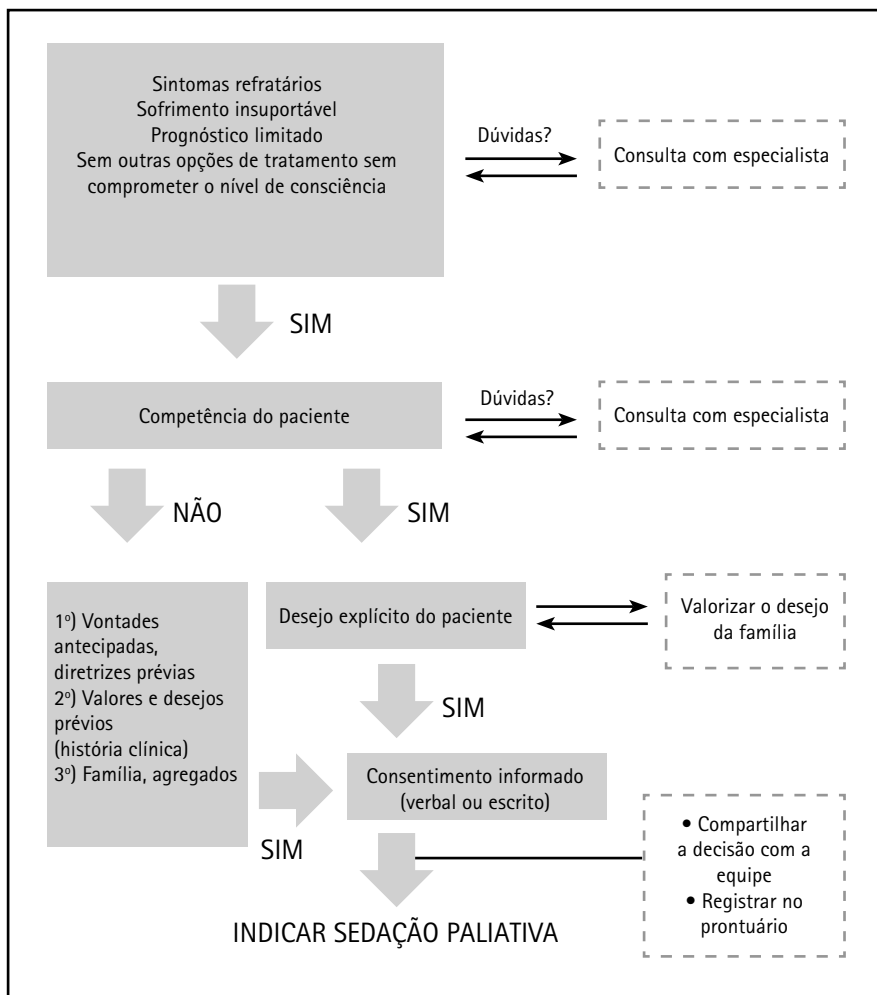 Sintomas refratários
Sofrimento insuportável
Prognóstico limitado
Sem outras opções de tratamento sem
comprometer o nível de consciência
Dúvidas?
Consulta com especialista
SIM
Competência do paciente
Dúvidas?
Consulta com especialista
NÃO
SIM
1º) Vontades
antecipadas,
diretrizes prévias
2º) Valores e desejos
prévios
(história clínica)
3º) Família, agregados
Desejo explícito do paciente
Valorizar o desejo
da família
SIM
SIM
Consentimento informado
(verbal ou escrito)
• Compartilhar
a decisão com a
equipe
• Registrar no
prontuário
INDICAR SEDAÇÃO PALIATIVA